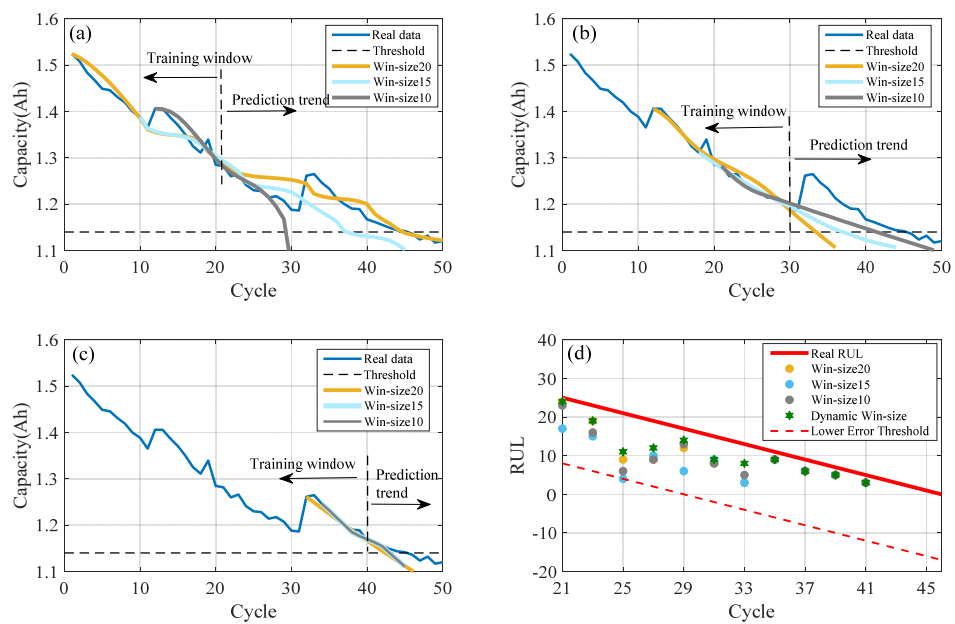 (a)
Real data
Threshold
Win-size20
Win-size15
Win-size10
Training window
Prediction trend
Capacity(Ah)
1.6
1.5
1.4
1.3
1.2
1.1
0
10
20
30
40
50
Cycle
(b)
Real data
Threshold
Win-size20
Win-size15
Win-size10
Training window
Prediction trend
Capacity(Ah)
1.6
1.5
1.4
1.3
1.2
1.1
0
10
20
30
40
50
Cycle
(c)
Real data
Threshold
Win-size20
Win-size15
Win-size10
Training window
Prediction
trend
Capacity(Ah)
1.6
1.5
1.4
1.3
1.2
1.1
0
10
20
30
40
50
Cycle
(d)
Real RUL
Win-size20
Win-size15
Win-size10
Dynamic Win-size
Lower Error Threshold
RUL
40
30
20
10
0
-10
-20
21
25
29
33
37
41
45
Cycle